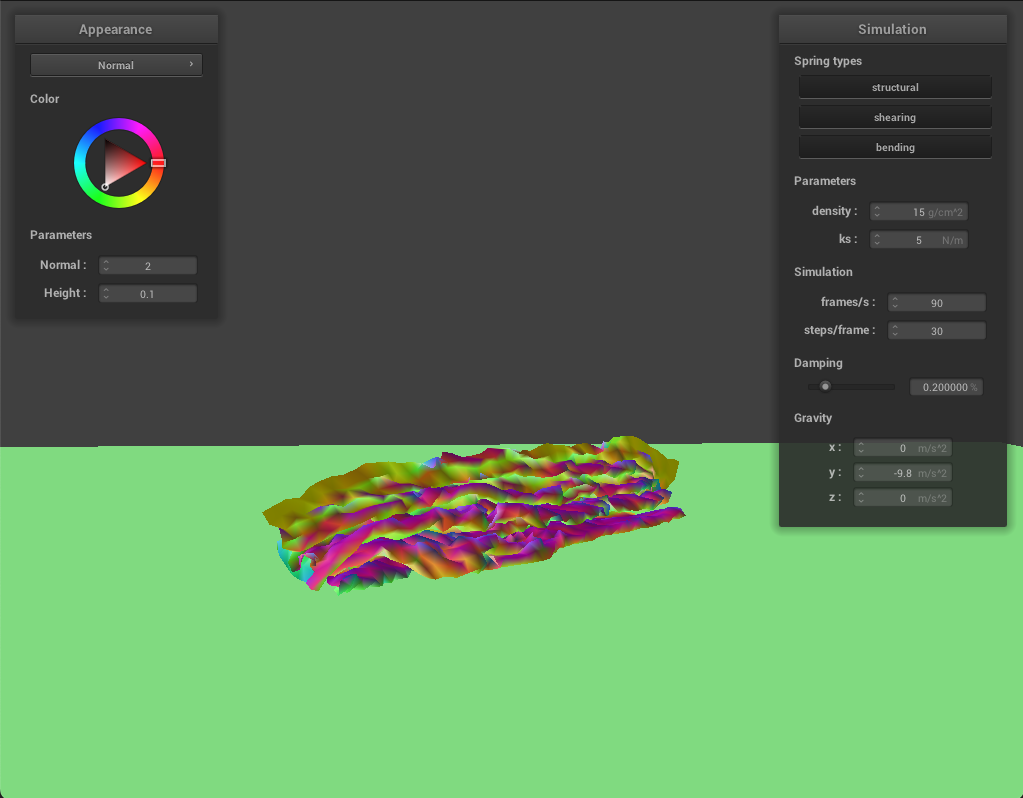 Appearance
Normal
Color
Parameters
Normal : 2
Height : 0.1
Simulation
Spring types
structural
shearing
bending
Parameters
density : 15 g/cm^2
ks : 5 N/m
Simulation
frames/s : 90
steps/frame : 30
Damping
0.200000 %
Gravity
x : 0 m/s^2
y : -9.8 m/s^2
z : 0 m/s^2